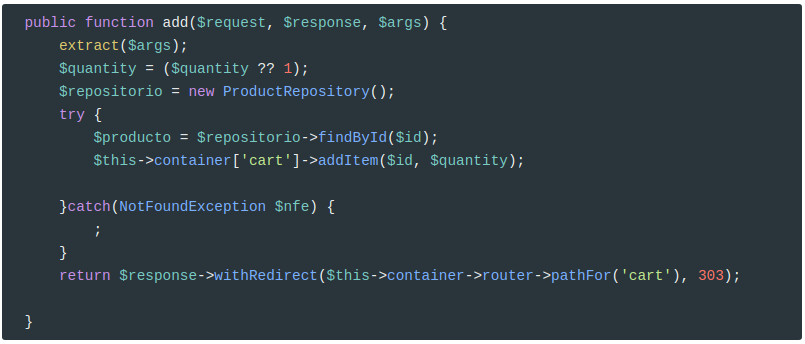 public function add($request, $response, $args) {
    extract($args);
    $quantity = ($quantity ?? 1);
    $repositorio = new ProductRepository();
    try {
        $producto = $repositorio->findById($id);
        $this->container['cart']->addItem($id, $quantity);

    }catch(NotFoundException $nfe) {
        ;
    }
    return $response->withRedirect($this->container->router->pathFor('cart'), 303);

}